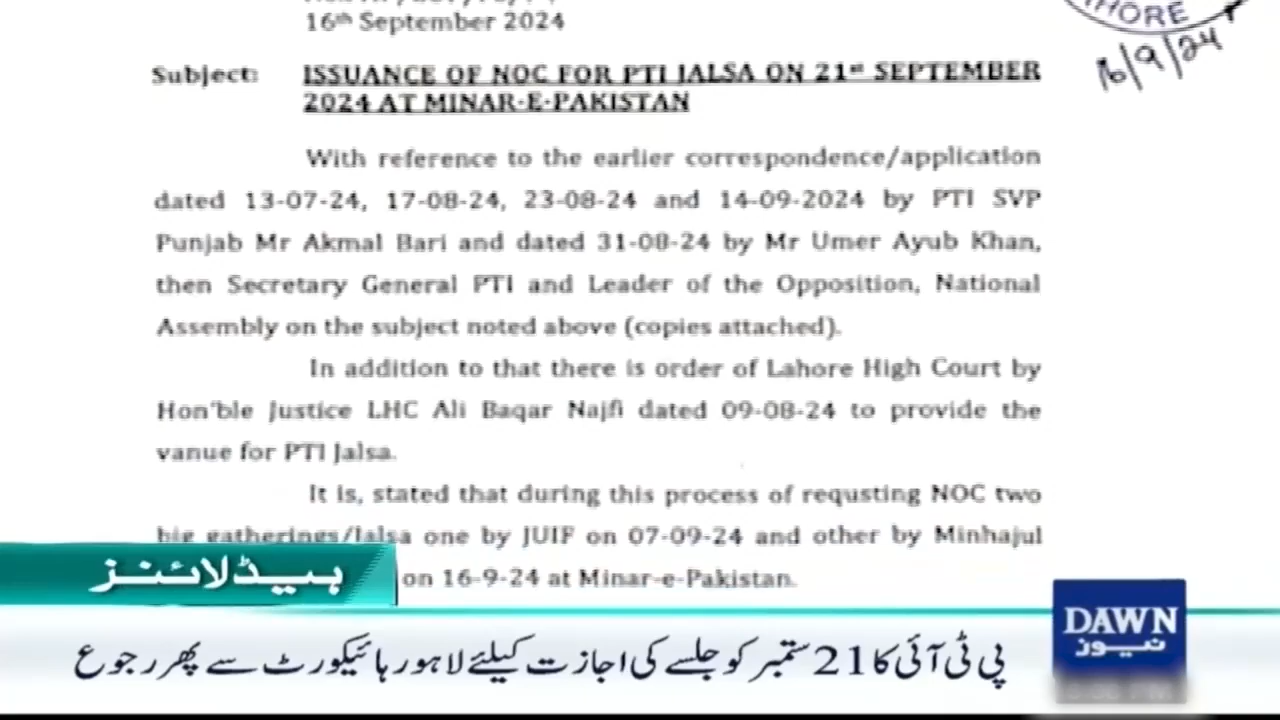 16th September 2024
HORE
16/9/24
Subject: ISSUANCE OF NOC FOR PTI JALSA ON 21st SEPTEMBER
2024 AT MINAR-E-PAKISTAN
With reference to the earlier correspondence/application
dated 13-07-24, 17-08-24, 23-08-24 and 14-09-2024 by PTI SVP
Punjab Mr Akmal Bari and dated 31-08-24 by Mr Umer Ayub Khan,
then Secretary General PTI and Leader of the Opposition, National
Assembly on the subject noted above (copies attached).
In addition to that there is order of Lahore High Court by
Hon'ble Justice LHC Ali Baqar Najfi dated 09-08-24 to provide the
vanue for PTI Jalsa.
It is, stated that during this process of requsting NOC two
big gatherings/Jalsa one by JUIF on 07-09-24 and other by Minhajul
on 16-9-24 at Minar-e-Pakistan.
ہیڈلائنز
DAWN
نیوز
پی ٹی آئی کا 21 ستمبر کو جلسے کی اجازت کیلئے لاہور ہائیکورٹ سے پھر رجوع